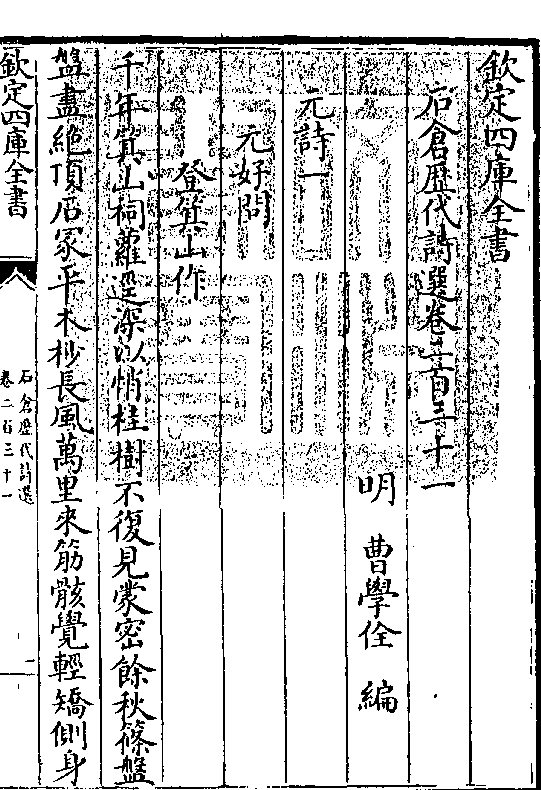 欽定四庫全書
石倉歴代詩選卷二百三十一
明 曹學佺 編
元詩一
元好問
登箕山作
千年箕山祠蘿逕深以悄桂樹不復見蒙密餘秋篠盤
盤盡絶頂石冢平木杪長風萬里來筋骸覺輕矯側身
欽定四庫全書
石倉歴代詩選
卷二百三十一
一